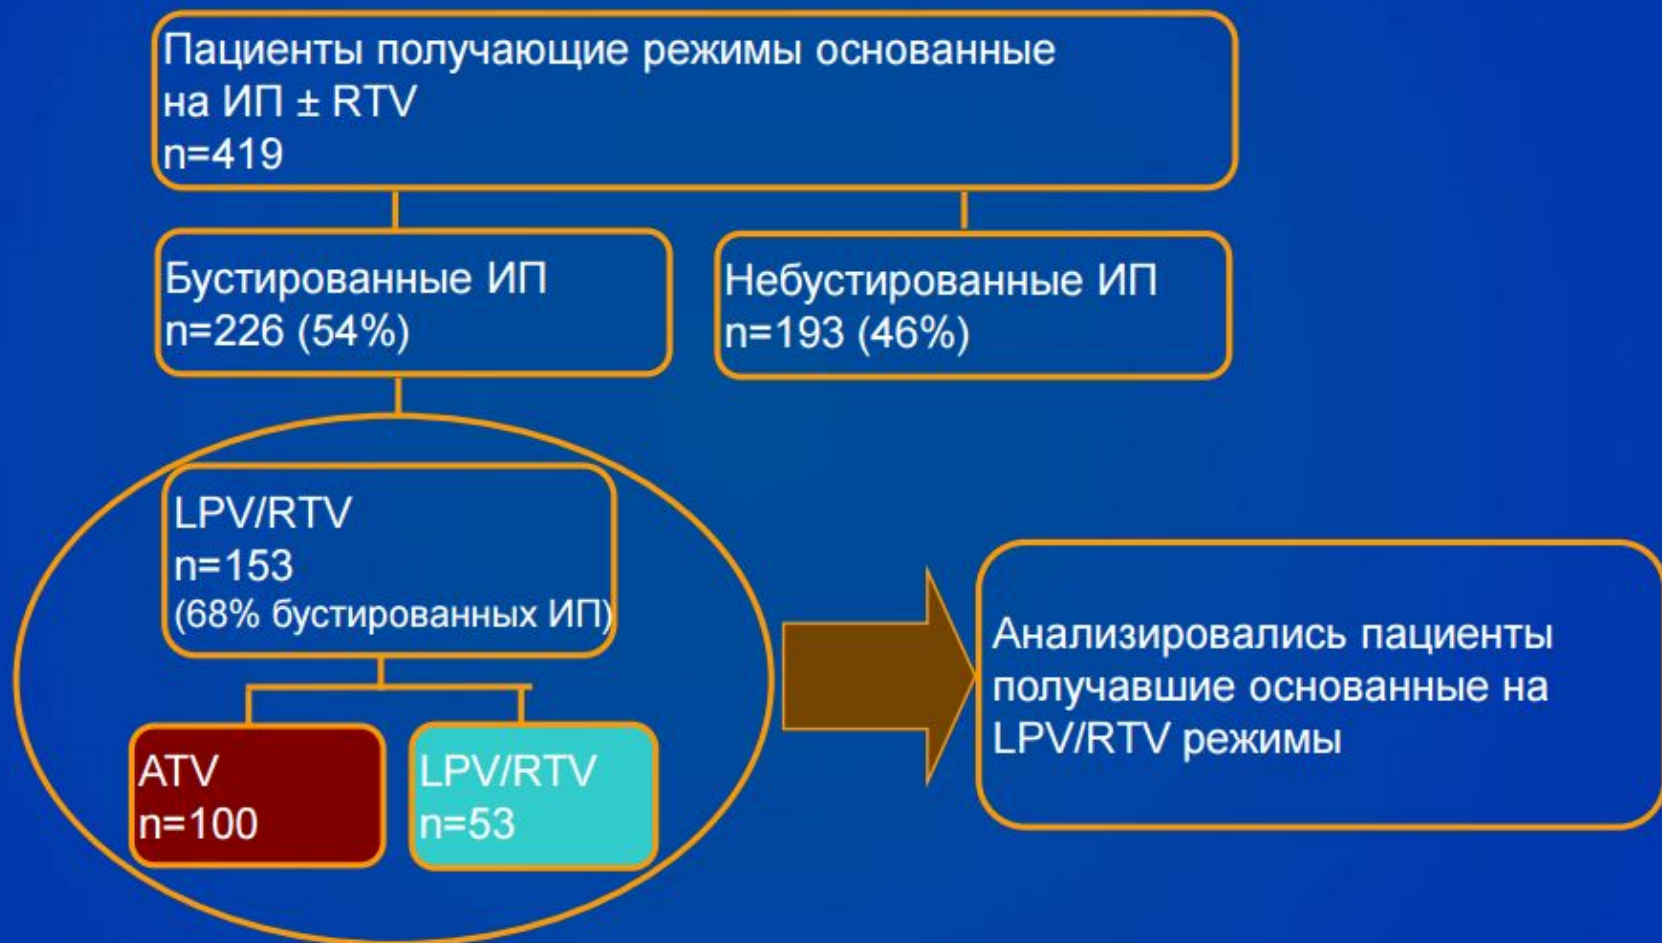 Пациенты получающие режимы основанные
на ИП ± RTV
n=419
Бустированные ИП
n=226 (54%)
Небустированные ИП
n=193 (46%)
LPV/RTV
n=153
(68% бустированных ИП)
ATV
n=100
LPV/RTV
n=53
Анализировались пациенты
получавшие основанные на
LPV/RTV режимы